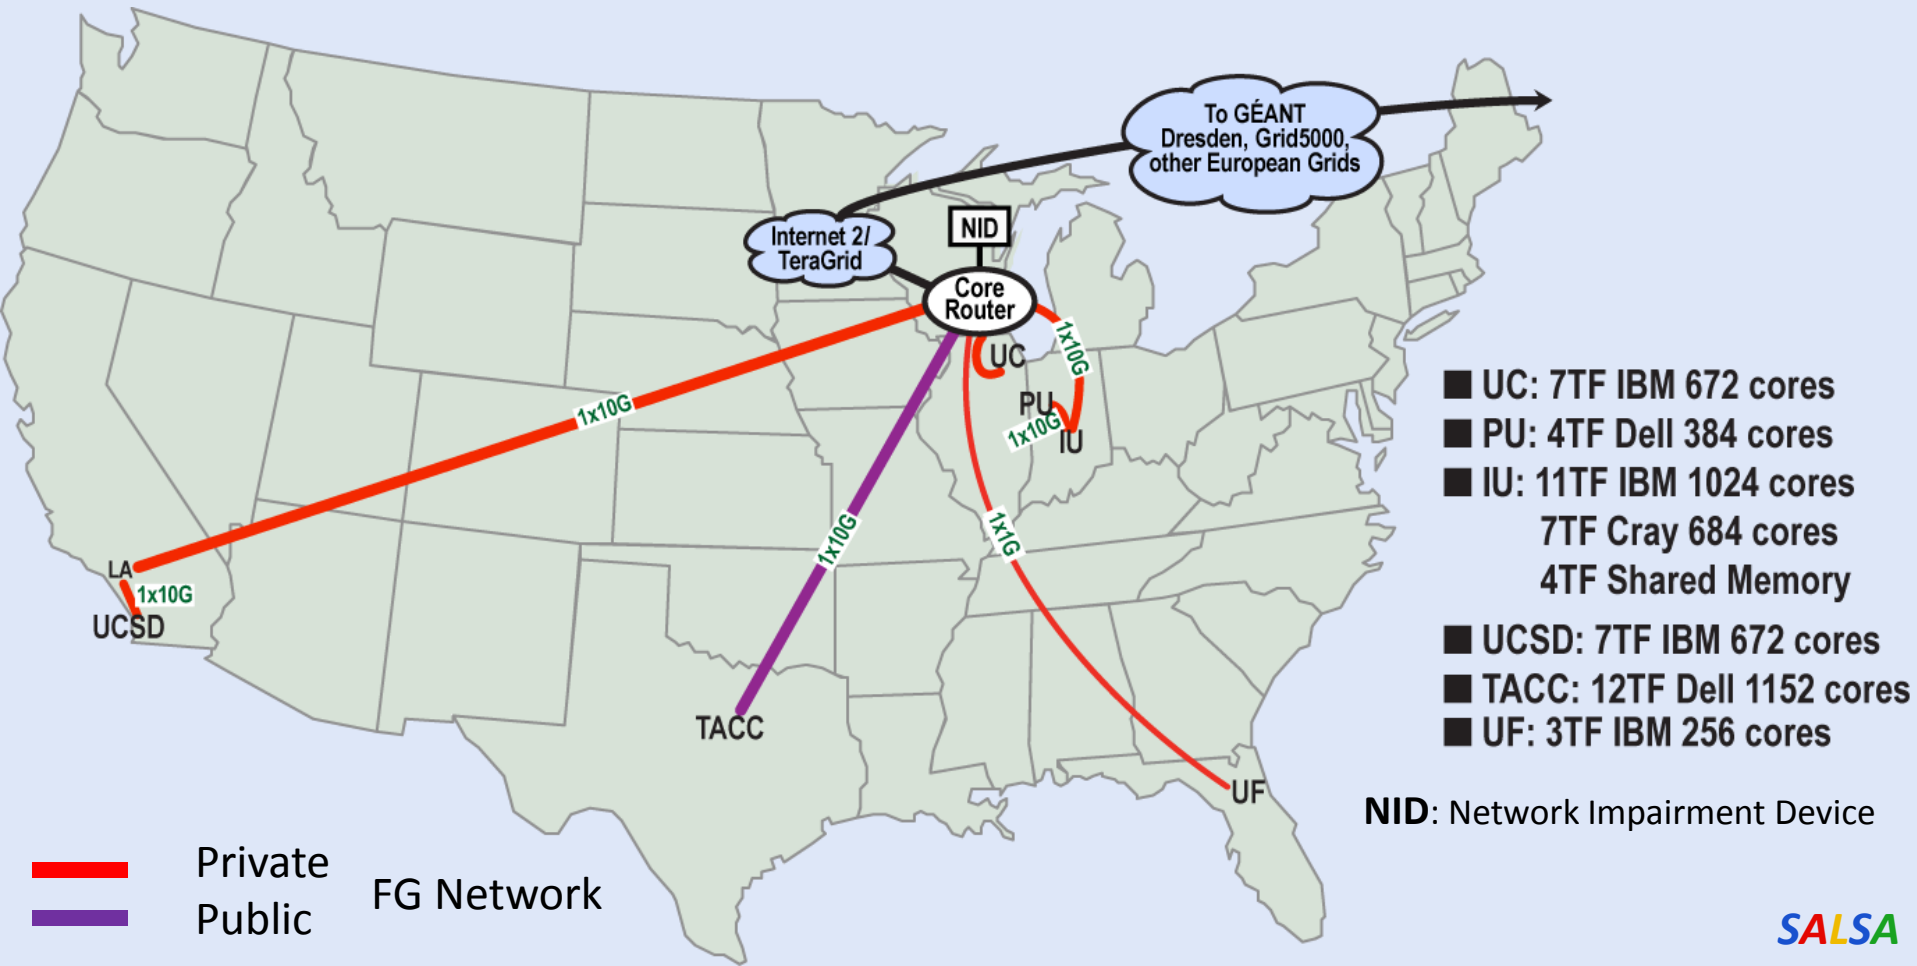 To GÉANT
Dresden, Grid5000,
other European Grids
NID
Internet 2/
TeraGrid
Core
Router
1x10G
UC
PU
1x10G
IU
1x10G
1x10G
1x1G
LA
1x10G
UCSD
TACC
UF
UC: 7TF IBM 672 cores
PU: 4TF Dell 384 cores
IU: 11TF IBM 1024 cores
7TF Cray 684 cores
4TF Shared Memory
UCSD: 7TF IBM 672 cores
TACC: 12TF Dell 1152 cores
UF: 3TF IBM 256 cores
NID: Network Impairment Device
Private
Public
FG Network
SALSA